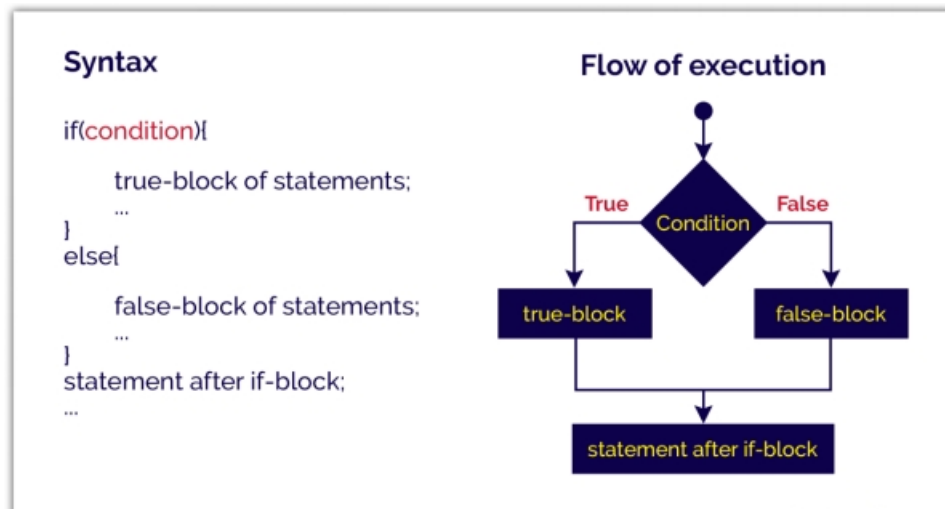 Syntax
if(condition){
true-block of statements;
...
}
else{
false-block of statements;
...
}
statement after if-block;
...
Flow of execution
True
False
Condition
true-block
false-block
statement after if-block